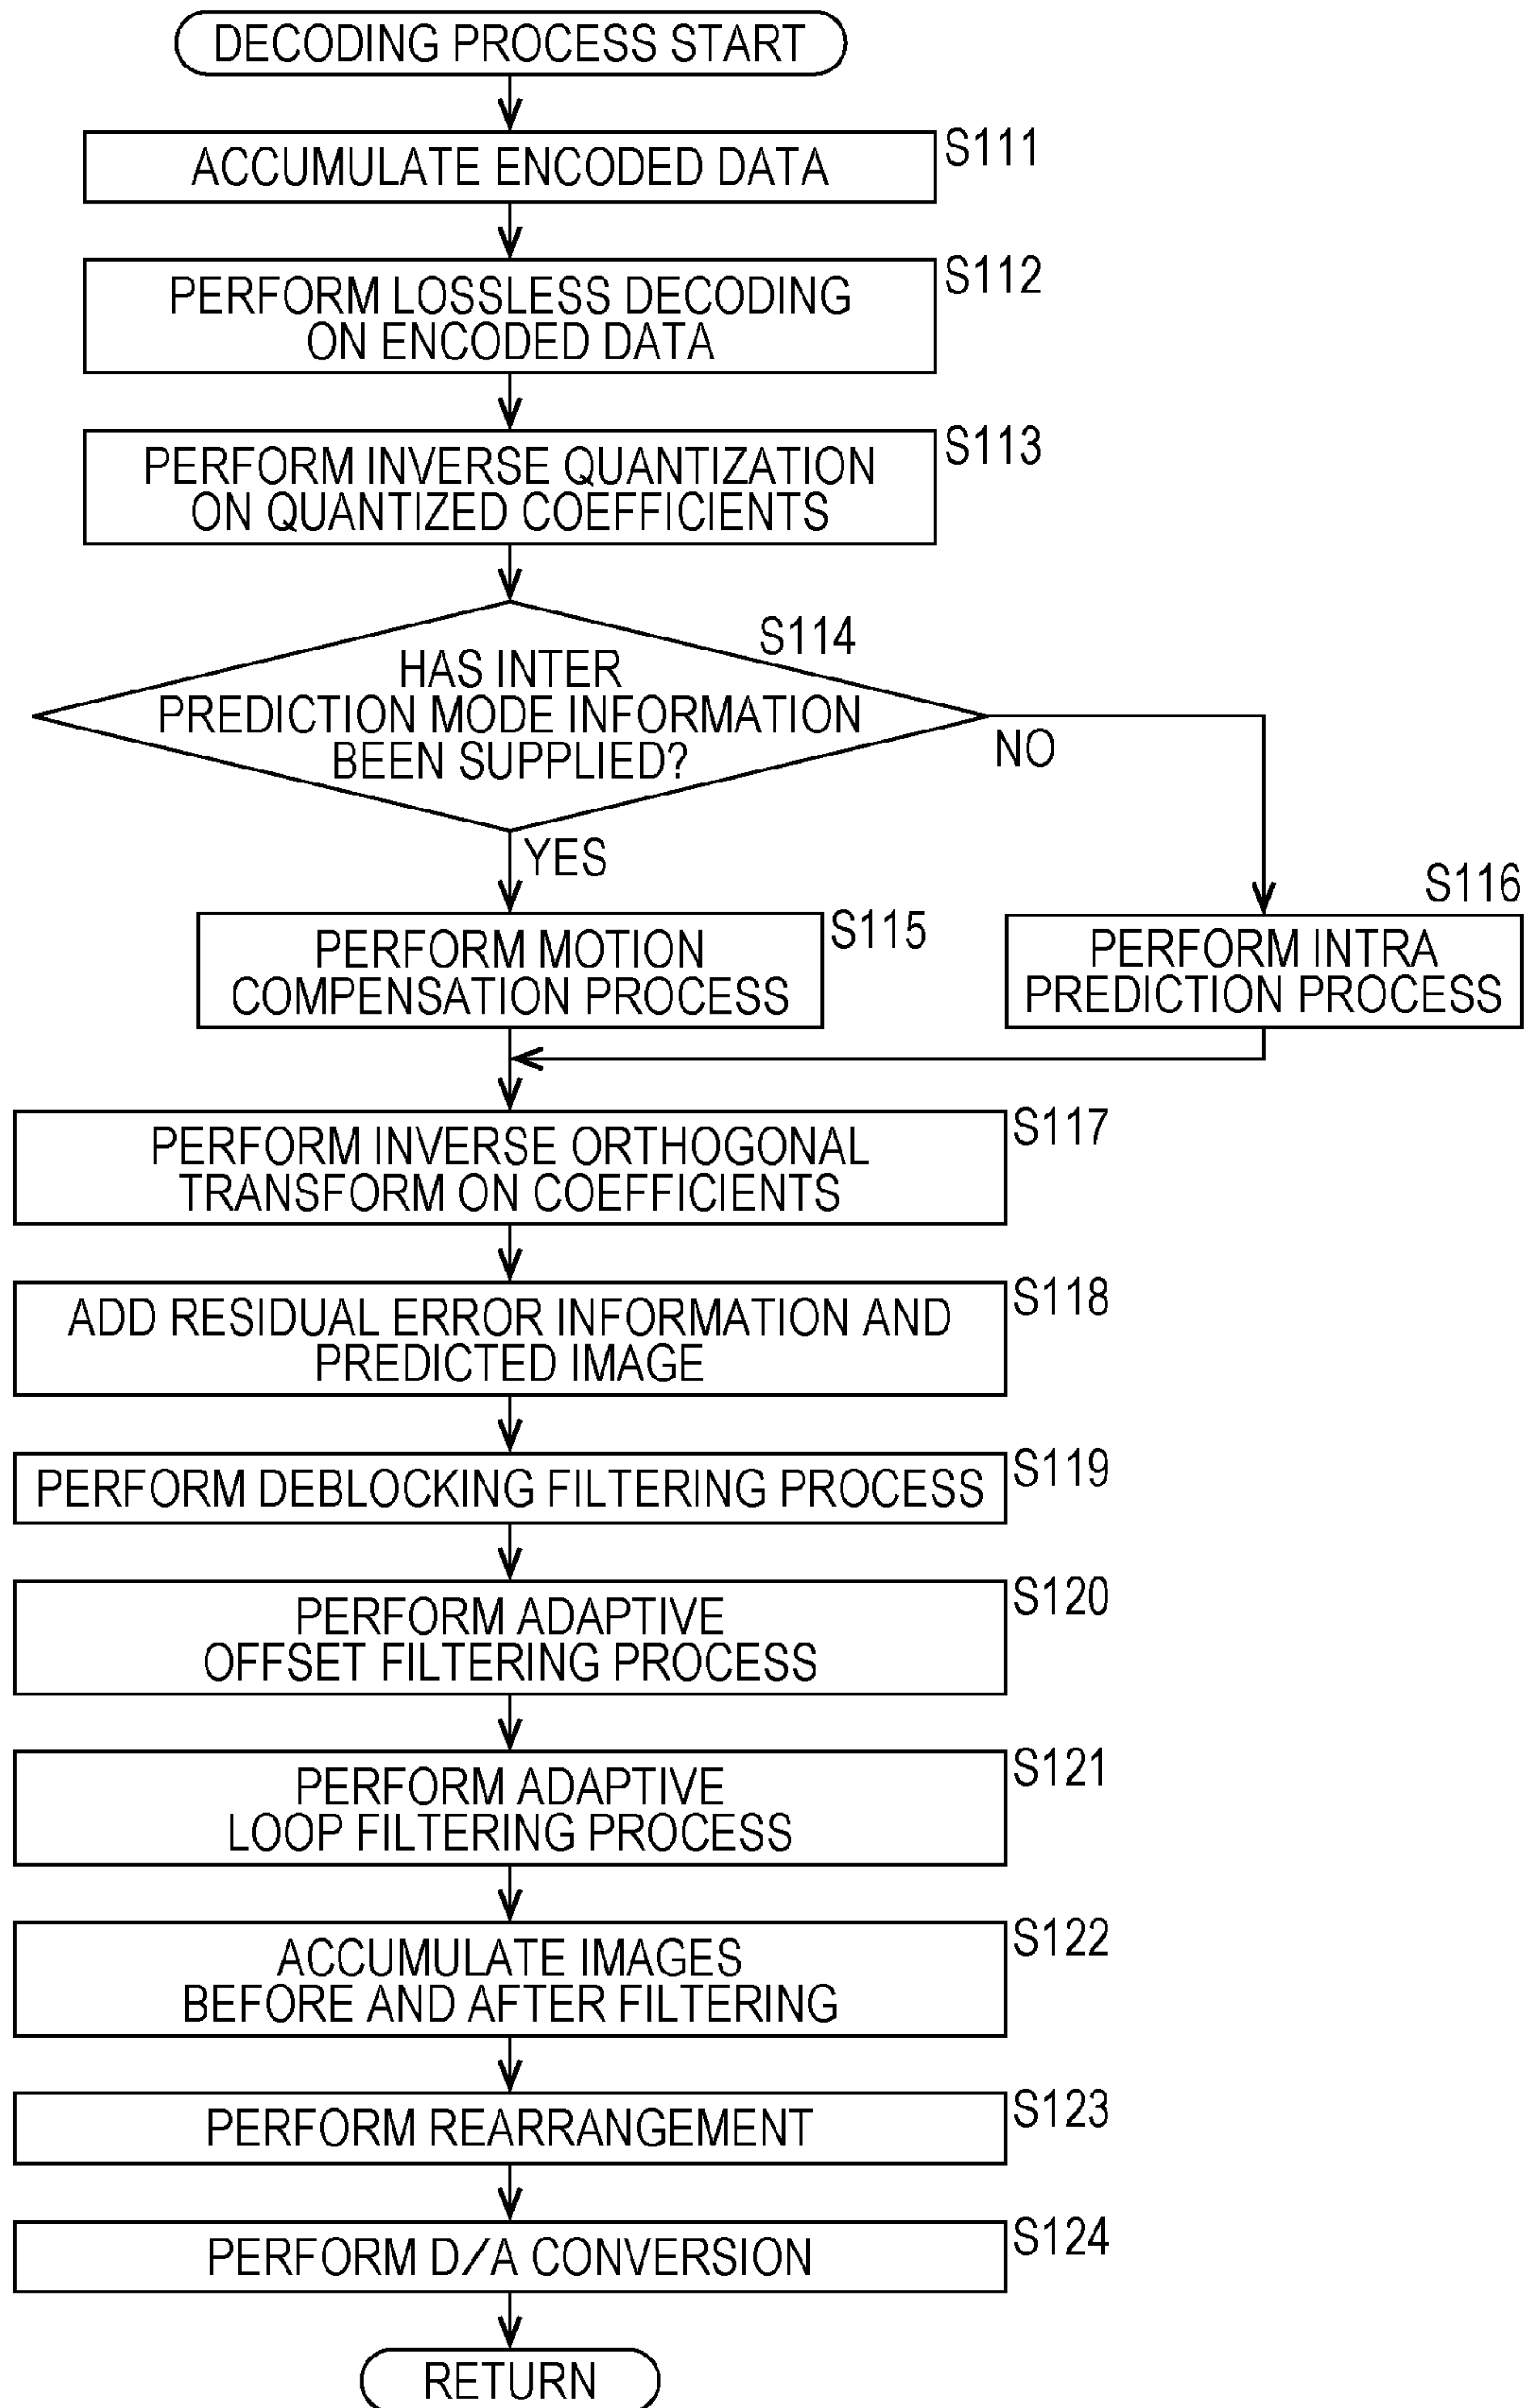 DECODING PROCESS START
ACCUMULATE ENCODED DATA
S111
PERFORM LOSSLESS DECODING
ON ENCODED DATA
S112
PERFORM INVERSE QUANTIZATION
ON QUANTIZED COEFFICIENTS
S113
S114
HAS INTER
PREDICTION MODE INFORMATION
BEEN SUPPLIED?
NO
YES
PERFORM MOTION
COMPENSATION PROCESS
S115
S116
PERFORM INTRA
PREDICTION PROCESS
PERFORM INVERSE ORTHOGONAL
TRANSFORM ON COEFFICIENTS
S117
ADD RESIDUAL ERROR INFORMATION AND
PREDICTED IMAGE
S118
PERFORM DEBLOCKING FILTERING PROCESS
S119
PERFORM ADAPTIVE
OFFSET FILTERING PROCESS
S120
PERFORM ADAPTIVE
LOOP FILTERING PROCESS
S121
ACCUMULATE IMAGES
BEFORE AND AFTER FILTERING
S122
PERFORM REARRANGEMENT
S123
PERFORM D/A CONVERSION
S124
RETURN